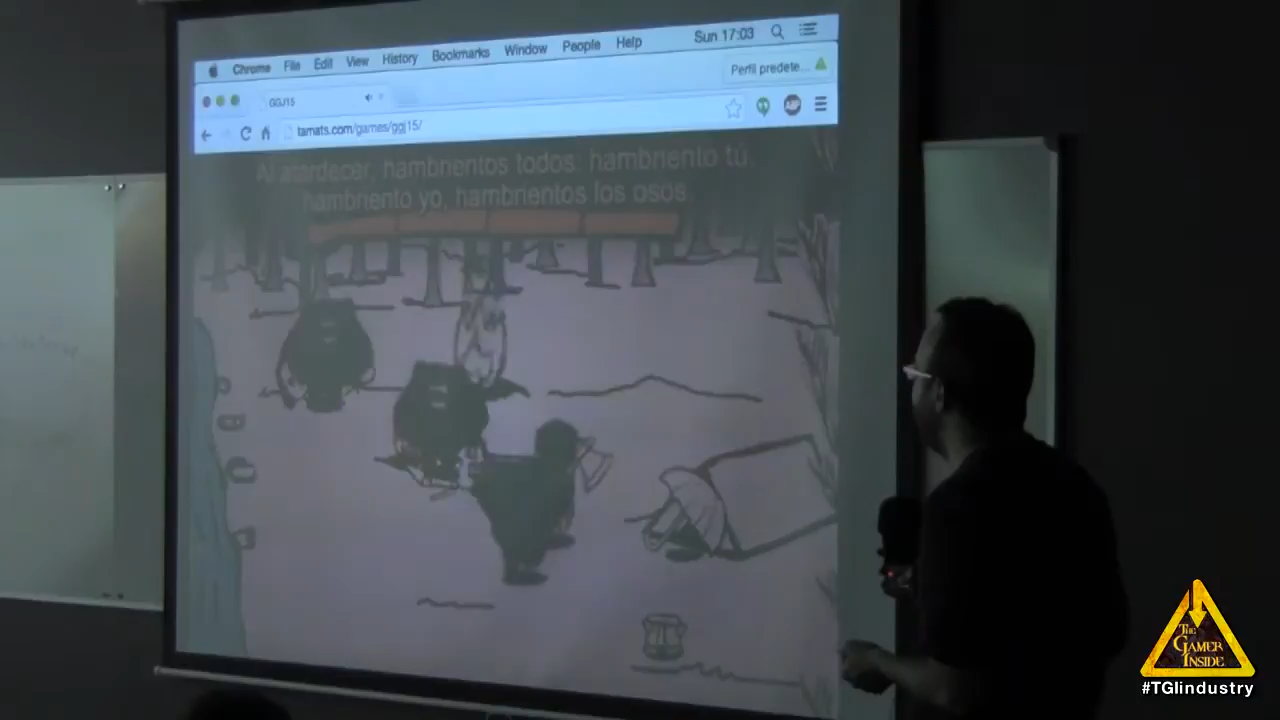 Chrome File Edit View History Bookmarks Window People Help Sun 17:03
Perfil predete...
GGJ15
tamats.com/games/ggj15/
ABP
Al atardecer, hambrientos todos: hambriento tú,
hambriento yo, hambrientos los osos
THE
GAMER
INSIDE
#TGIindustry